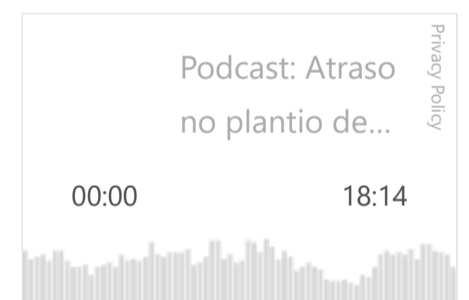 Podcast: Atraso
no plantio de...
Privacy Policy
00:00
18:14